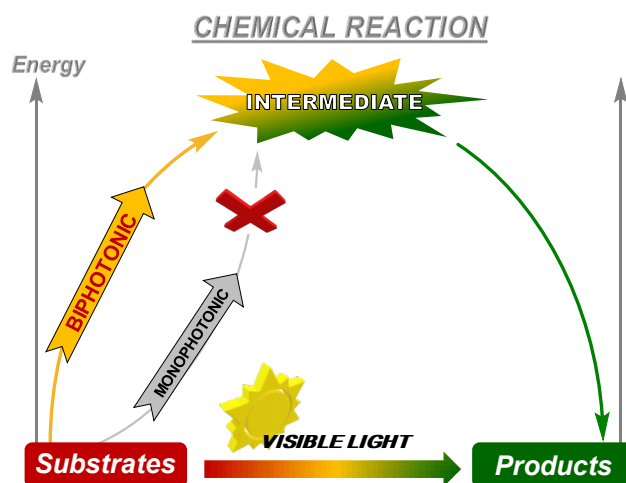 CHEMICAL REACTION
Energy
INTERMEDIATE
BIPHOTONIC
MONOPHOTONIC
VISIBLE LIGHT
Substrates
Products